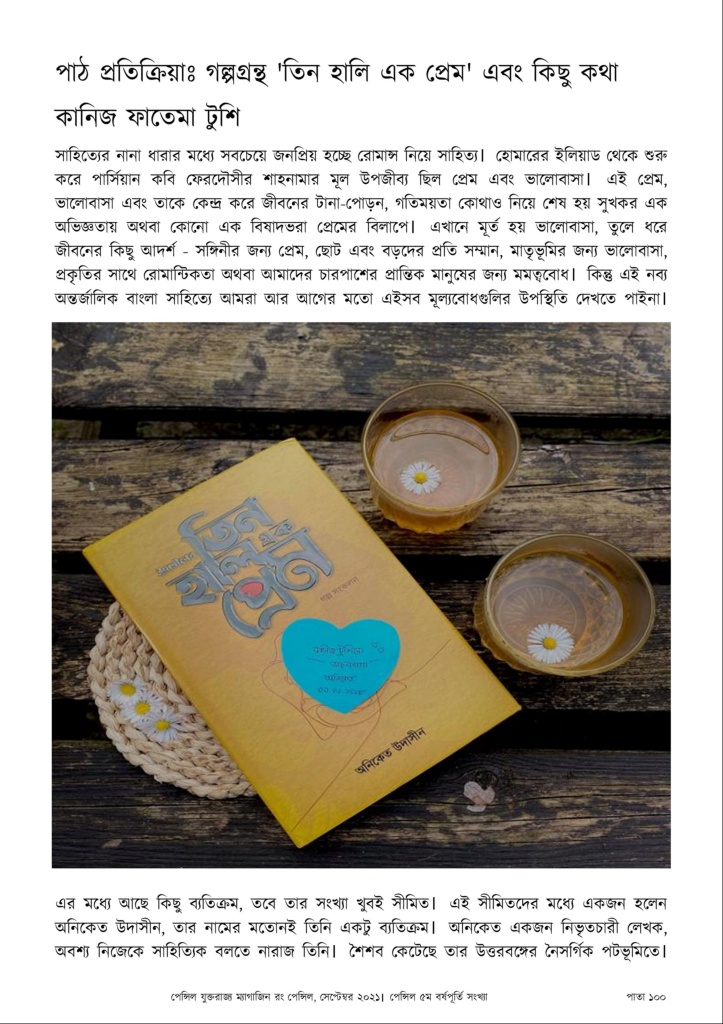 পাঠ প্রতিক্রিয়াঃ গল্পগ্রন্থ 'তিন হালি এক প্রেম' এবং কিছু কথা
কানিজ ফাতেমা টুশি
সাহিত্যের নানা ধারার মধ্যে সবচেয়ে জনপ্রিয় হচ্ছে রোমান্স নিয়ে সাহিত্য। হোমারের ইলিয়াড থেকে শুরু
করে পার্সিয়ান কবি ফেরদৌসীর শাহনামার মূল উপজীব্য ছিল প্রেম এবং ভালোবাসা। এই প্রেম,
ভালোবাসা এবং তাকে কেন্দ্র করে জীবনের টানা-পোড়ন, গতিময়তা কোথাও নিয়ে শেষ হয় সুখকর এক
অভিজ্ঞতায় অথবা কোনো এক বিষাদভরা প্রেমের বিলাপে। এখানে মূর্ত হয় ভালোবাসা, তুলে ধরে
জীবনের কিছু আদর্শ - সঙ্গিনীর জন্য প্রেম, ছোট এবং বড়দের প্রতি সম্মান, মাতৃভূমির জন্য ভালোবাসা,
প্রকৃতির সাথে রোমান্টিকতা অথবা আমাদের চারপাশের প্রান্তিক মানুষের জন্য মমত্ববোধ। কিন্তু এই নব্য
অন্তর্জালিক বাংলা সাহিত্যে আমরা আর আগের মতো এইসব মূল্যবোধগুলির উপস্থিতি দেখতে পাইনা।
তিন
হালি এক
প্রেম
গল্প সংকলন
অনিকেত উদাসীন
এর মধ্যে আছে কিছু ব্যতিক্রম, তবে তার সংখ্যা খুবই সীমিত। এই সীমিতদের মধ্যে একজন হলেন
অনিকেত উদাসীন, তার নামের মতোনই তিনি একটু ব্যতিক্রম। অনিকেত একজন নিভৃতচারী লেখক,
অবশ্য নিজেকে সাহিত্যিক বলতে নারাজ তিনি। শৈশব কেটেছে তার উত্তরবঙ্গের নৈসর্গিক পটভূমিতে।
পেন্সিল যুক্তরাজ্য ম্যাগাজিন রং পেন্সিল, সেপ্টেম্বর ২০২১। পেন্সিল ৫ম বর্ষপূর্তি সংখ্যা
পাতা ১০০